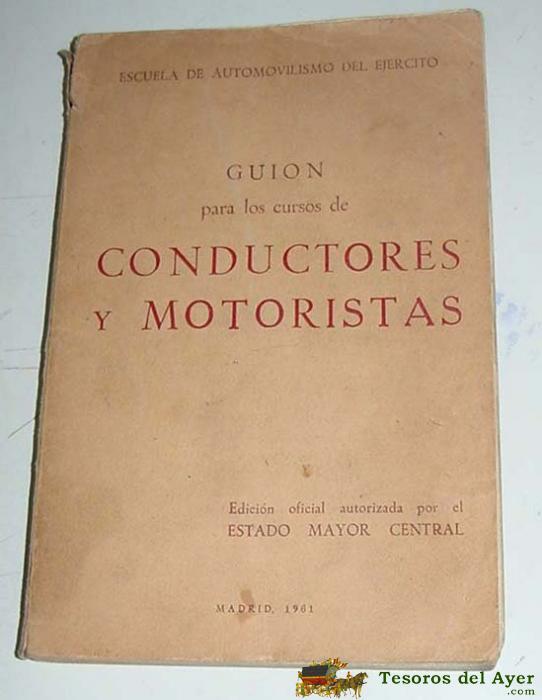 ESCUELA DE AUTOMOVILISMO DEL EJERCITO
GUION
para los cursos de
CONDUCTORES
Y MOTORISTAS
Edición oficial autorizada por el
ESTADO MAYOR CENTRAL
MADRID, 1961
Tesoros del Ayer
.com